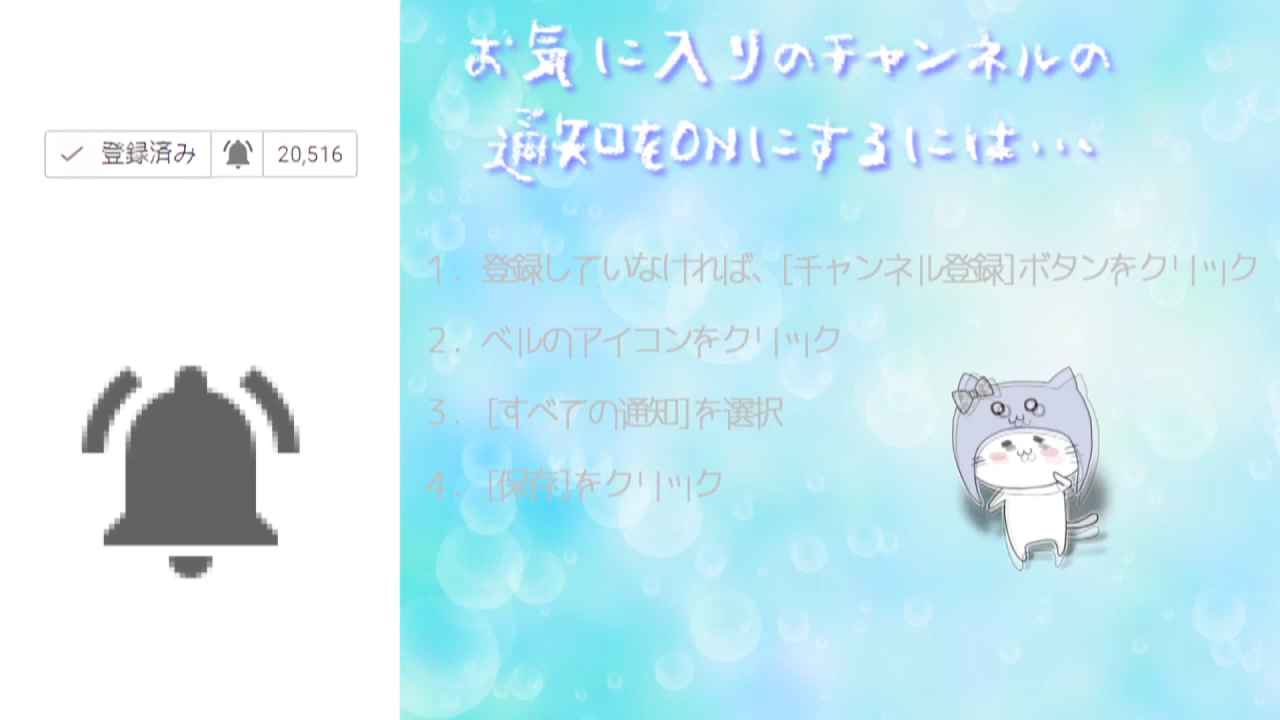 お気に入りのチャンネルの
通知をONにするには・・・
登録済み 20,516
1. 登録していなければ、[チャンネル登録]ボタンをクリック
2. ベルのアイコンをクリック
3. [すべての通知]を選択
4. [保存]をクリック